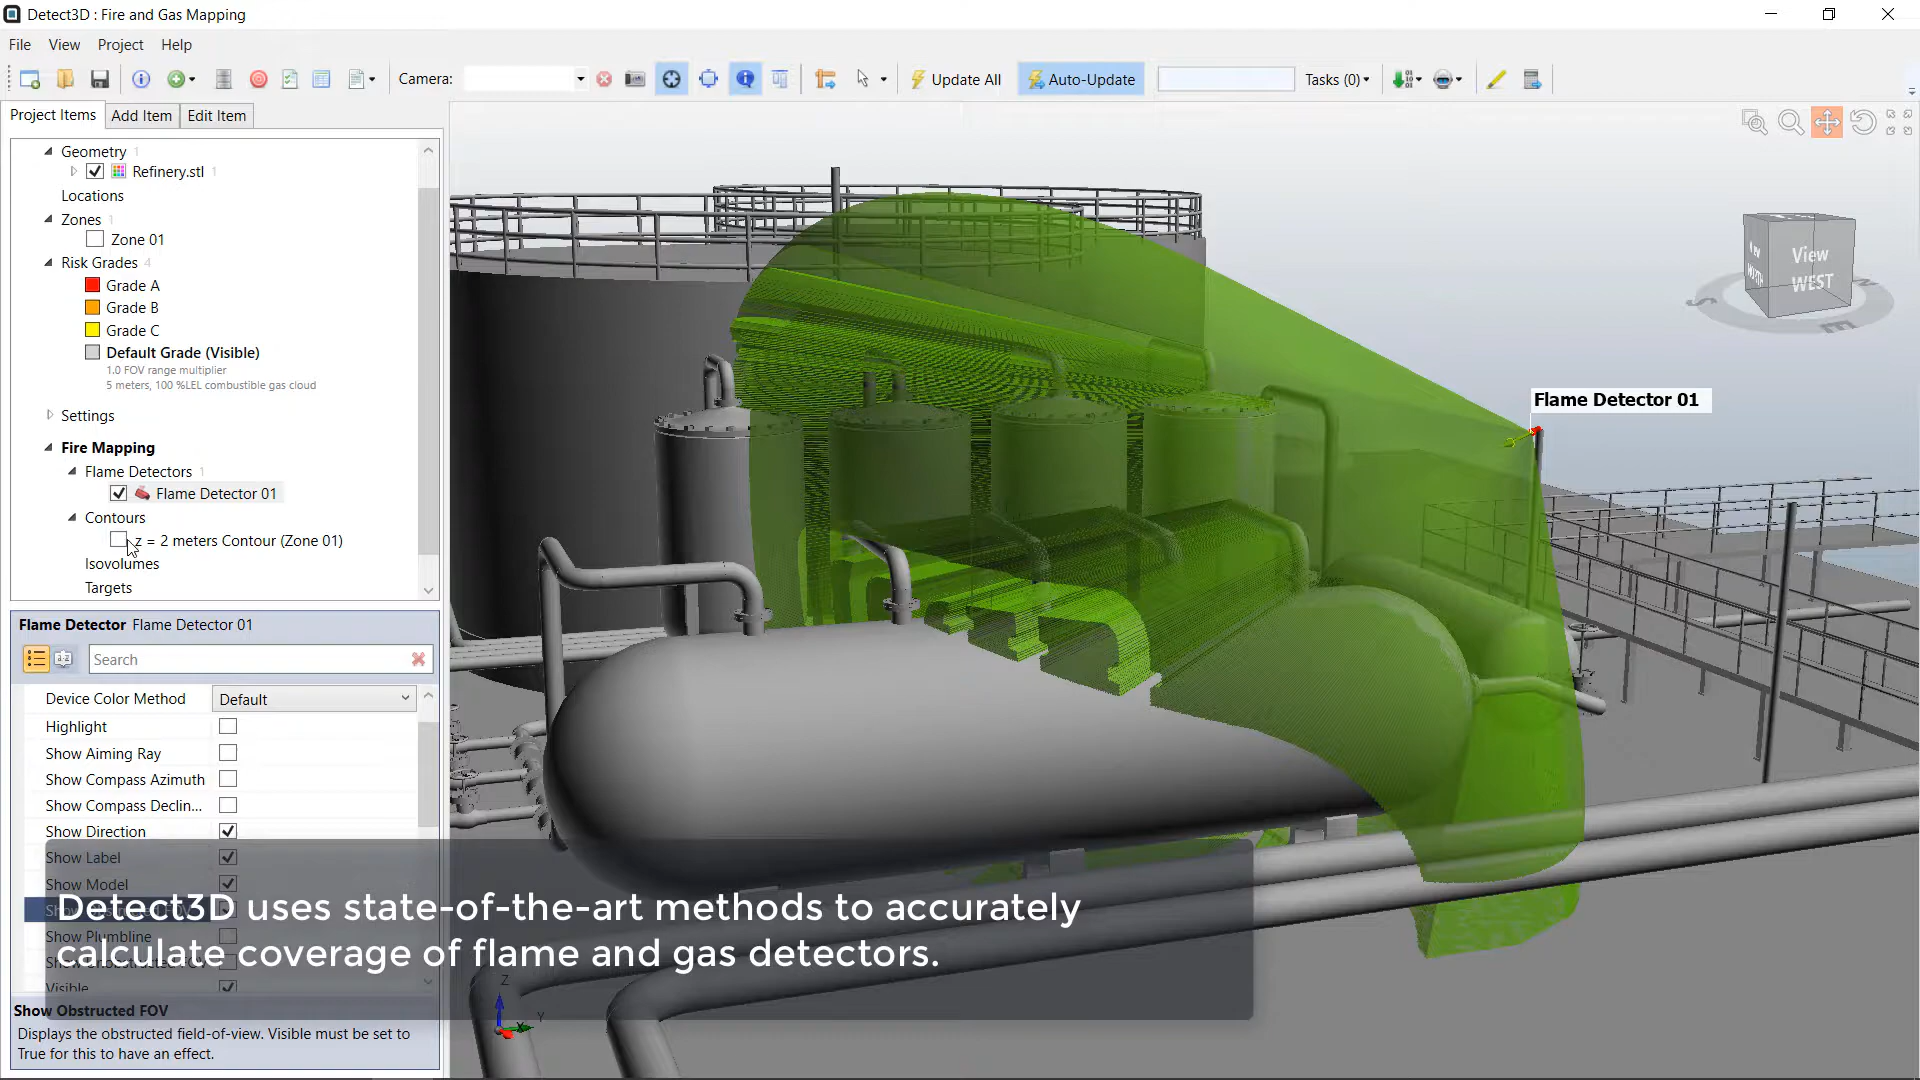 Detect3D : Fire and Gas Mapping
File View Project Help
Camera:
Update All
Auto-Update
Tasks (0)
Project Items
Add Item
Edit Item
Geometry 1
Refinery.stl 1
Locations
Zones 1
Zone 01
Risk Grades 4
Grade A
Grade B
Grade C
Default Grade (Visible)
1.0 FOV range multiplier
5 meters, 100 %LEL combustible gas cloud
Settings
Fire Mapping
Flame Detectors 1
Flame Detector 01
Contours
z = 2 meters Contour (Zone 01)
Isovolumes
Targets
Flame Detector Flame Detector 01
Search
Device Color Method Default
Highlight
Show Aiming Ray
Show Compass Azimuth
Show Compass Declin...
Show Direction
Show Label
Show Model
Show Plumbline
Visible
Show Obstructed FOV
Displays the obstructed field-of-view. Visible must be set to
True for this to have an effect.
Flame Detector 01
View
WEST
S
E
Detect3D uses state-of-the-art methods to accurately
calculate coverage of flame and gas detectors.
Z
Y
X